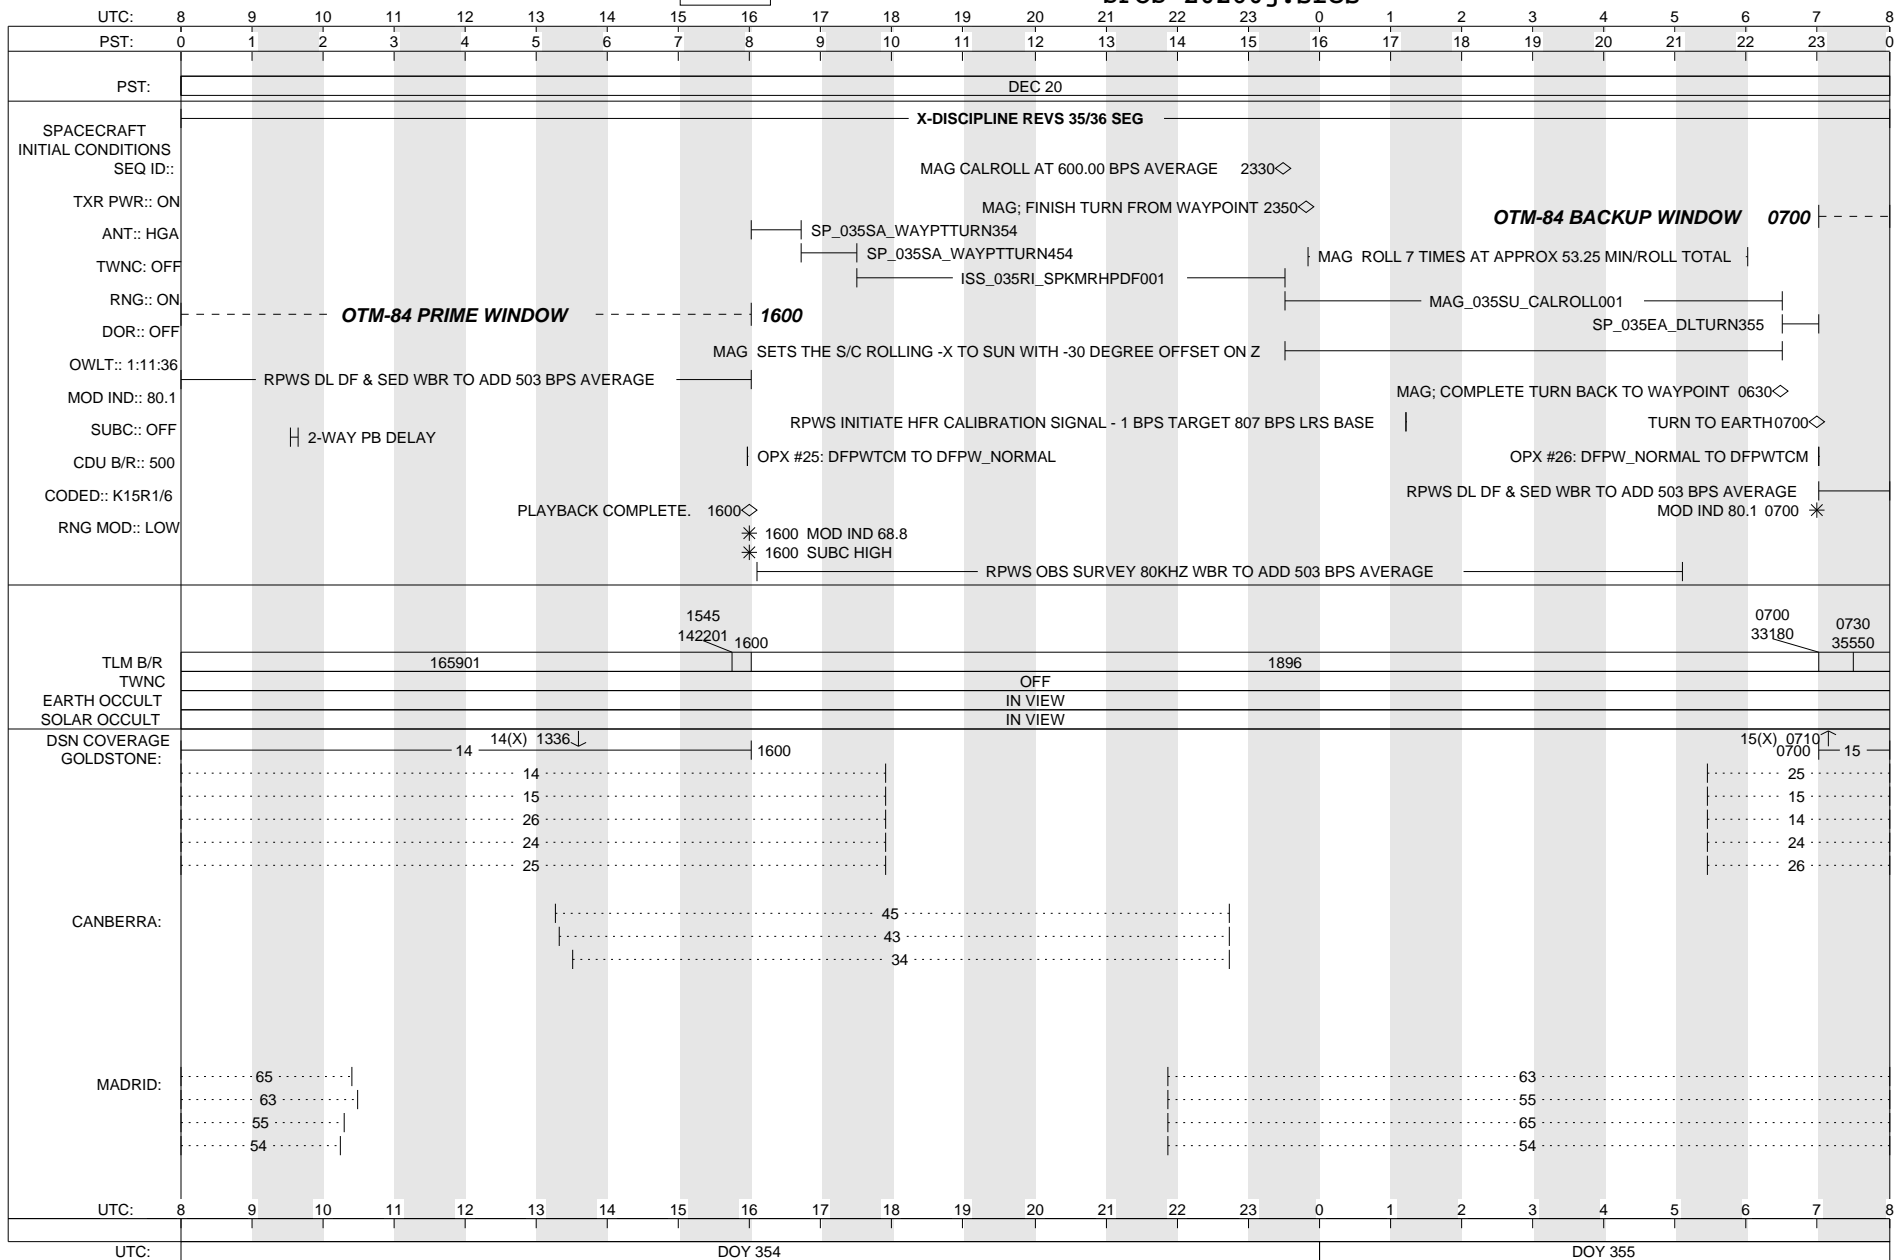 UTC: 8 9 10 11 12 13 14 15 16 17 18 19 20 21 22 23 0 1 2 3 4 5 6 7 8
PST: 0 1 2 3 4 5 6 7 8 9 10 11 12 13 14 15 16 17 18 19 20 21 22 23 0
PST: DEC 20
X-DISCIPLINE REVS 35/36 SEG
SPACECRAFT
INITIAL CONDITIONS
SEQ ID::
MAG CALROLL AT 600.00 BPS AVERAGE 2330
TXR PWR:: ON
MAG; FINISH TURN FROM WAYPOINT 2350
OTM-84 BACKUP WINDOW 0700
SP_035SA_WAYPTTURN354
ANT:: HGA
SP_035SA_WAYPTTURN454
MAG ROLL 7 TIMES AT APPROX 53.25 MIN/ROLL TOTAL
TWNC: OFF
ISS_035RI_SPKMRHPDF001
RNG:: ON
MAG_035SU_CALROLL001
OTM-84 PRIME WINDOW 1600
SP_035EA_DLTURN355
DOR:: OFF
MAG SETS THE S/C ROLLING -X TO SUN WITH -30 DEGREE OFFSET ON Z
OWLT:: 1:11:36
RPWS DL DF & SED WBR TO ADD 503 BPS AVERAGE
MAG; COMPLETE TURN BACK TO WAYPOINT 0630
MOD IND:: 80.1
RPWS INITIATE HFR CALIBRATION SIGNAL - 1 BPS TARGET 807 BPS LRS BASE
TURN TO EARTH0700
SUBC:: OFF
2-WAY PB DELAY
OPX #25: DFPWTCM TO DFPW_NORMAL
OPX #26: DFPW_NORMAL TO DFPWTCM
CDU B/R:: 500
RPWS DL DF & SED WBR TO ADD 503 BPS AVERAGE
CODED:: K15R1/6
PLAYBACK COMPLETE. 1600
MOD IND 80.1 0700
RNG MOD:: LOW
1600 MOD IND 68.8
1600 SUBC HIGH
RPWS OBS SURVEY 80KHZ WBR TO ADD 503 BPS AVERAGE
1545 0700
142201 1600 33180 0730
35550
TLM B/R 165901 1896
TWNC OFF
EARTH OCCULT IN VIEW
SOLAR OCCULT IN VIEW
DSN COVERAGE 14(X) 1336 15(X) 0710
GOLDSTONE: 14 1600 0700 15
14 25
15 15
26 14
24 24
25 26
CANBERRA: 45
43
34
MADRID: 65 63
63 55
55 65
54 54
UTC: 8 9 10 11 12 13 14 15 16 17 18 19 20 21 22 23 0 1 2 3 4 5 6 7 8
UTC: DOY 354 DOY 355